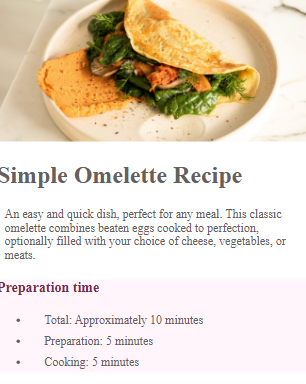 Simple Omelette Recipe
An easy and quick dish, perfect for any meal. This classic
omelette combines beaten eggs cooked to perfection,
optionally filled with your choice of cheese, vegetables, or
meats.
Preparation time
• Total: Approximately 10 minutes
• Preparation: 5 minutes
• Cooking: 5 minutes